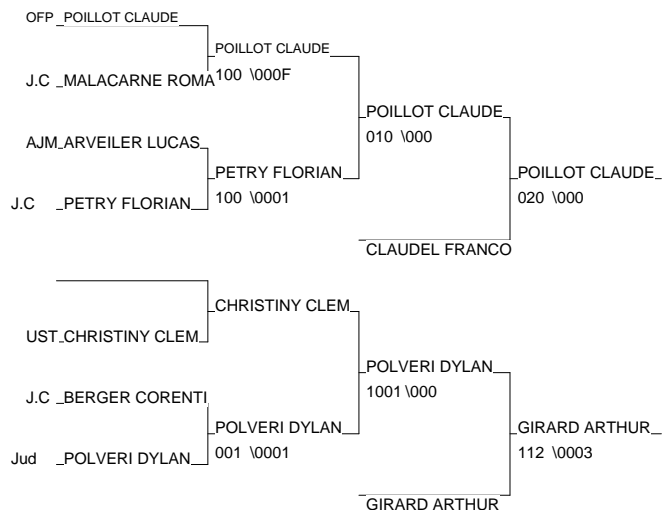 OFP POILLOT CLAUDE
POILLOT CLAUDE
J.C MALACARNE ROMA
100 \000F
POILLOT CLAUDE
010 \000
AJM ARVEILER LUCAS
PETRY FLORIAN
100 \0001
POILLOT CLAUDE
020 \000
J.C PETRY FLORIAN
CLAUDEL FRANCO
CHRISTINY CLEM
UST CHRISTINY CLEM
POLVERI DYLAN
1001 \000
J.C BERGER CORENTI
POLVERI DYLAN
001 \0001
GIRARD ARTHUR
112 \0003
Jud POLVERI DYLAN
GIRARD ARTHUR